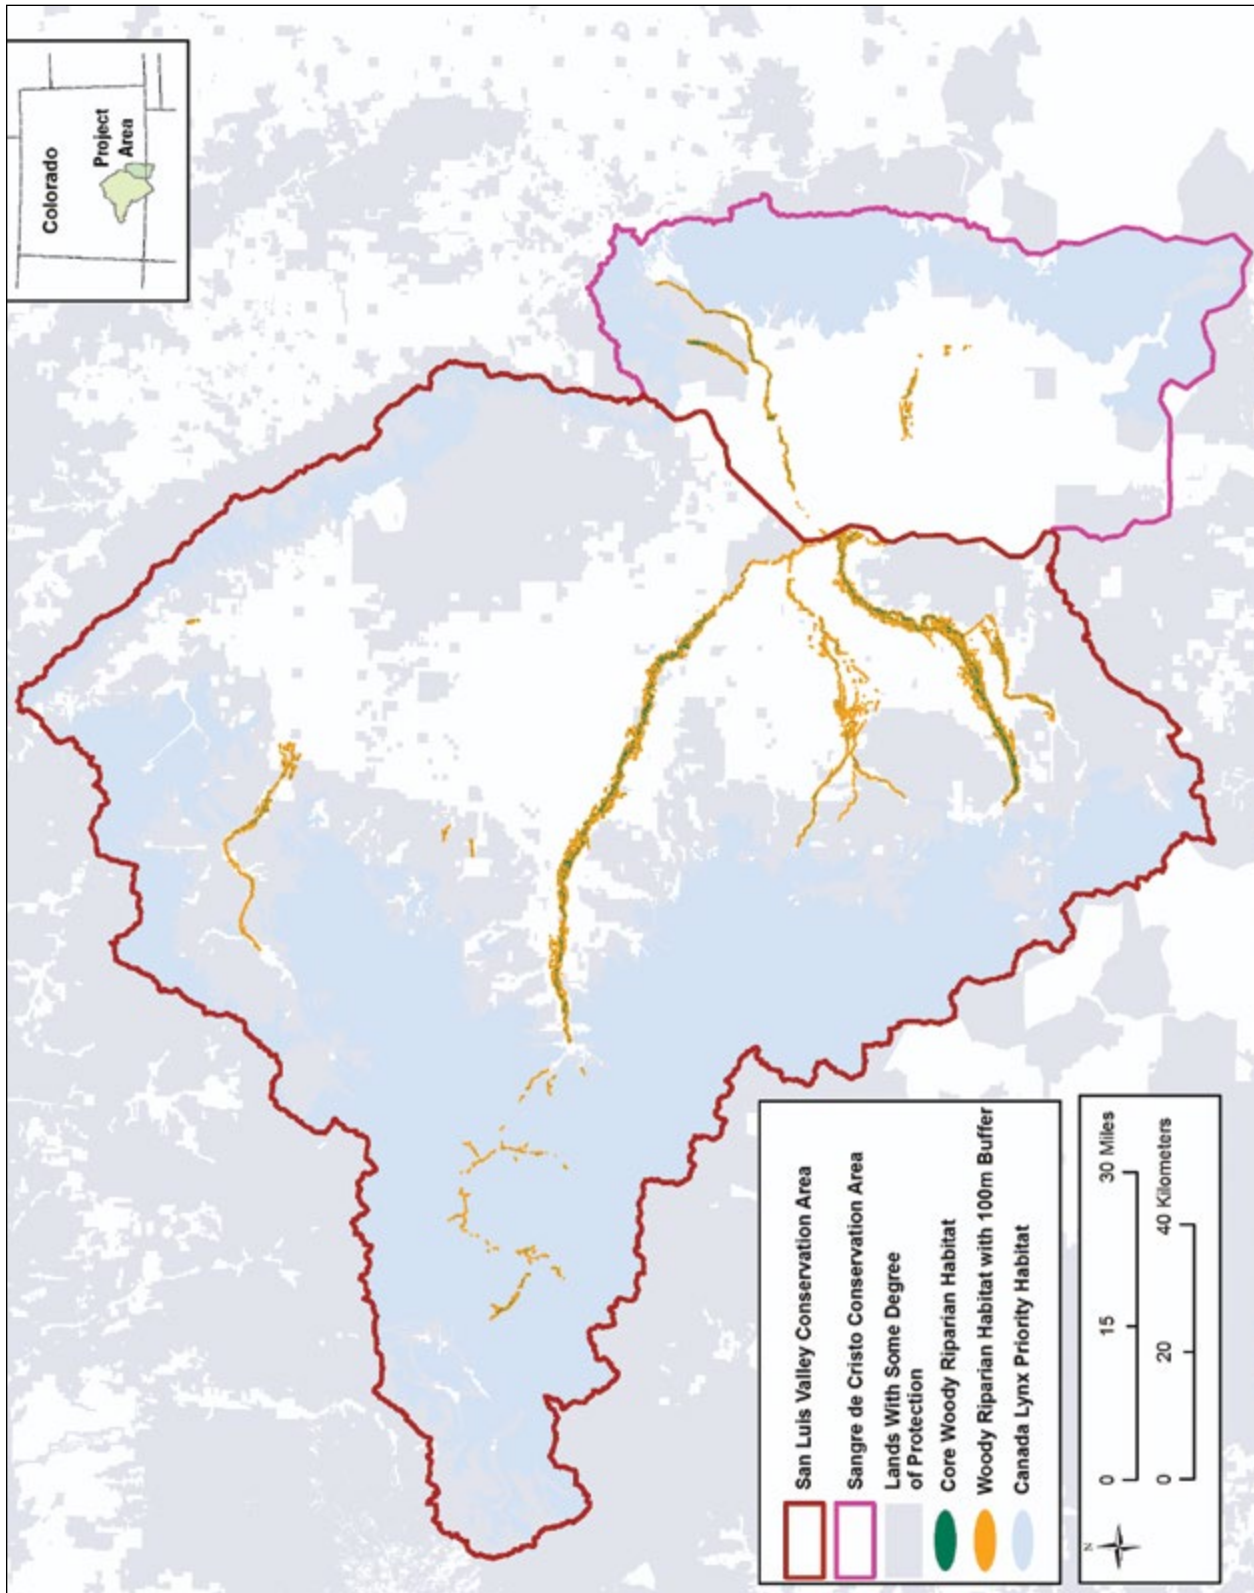 Colorado
Project
Area
San Luis Valley Conservation Area
Sangre de Cristo Conservation Area
Lands With Some Degree
of Protection
Core Woody Riparian Habitat
Woody Riparian Habitat with 100m Buffer
Canada Lynx Priority Habitat
N
0 15 30 Miles
0 20 40 Kilometers